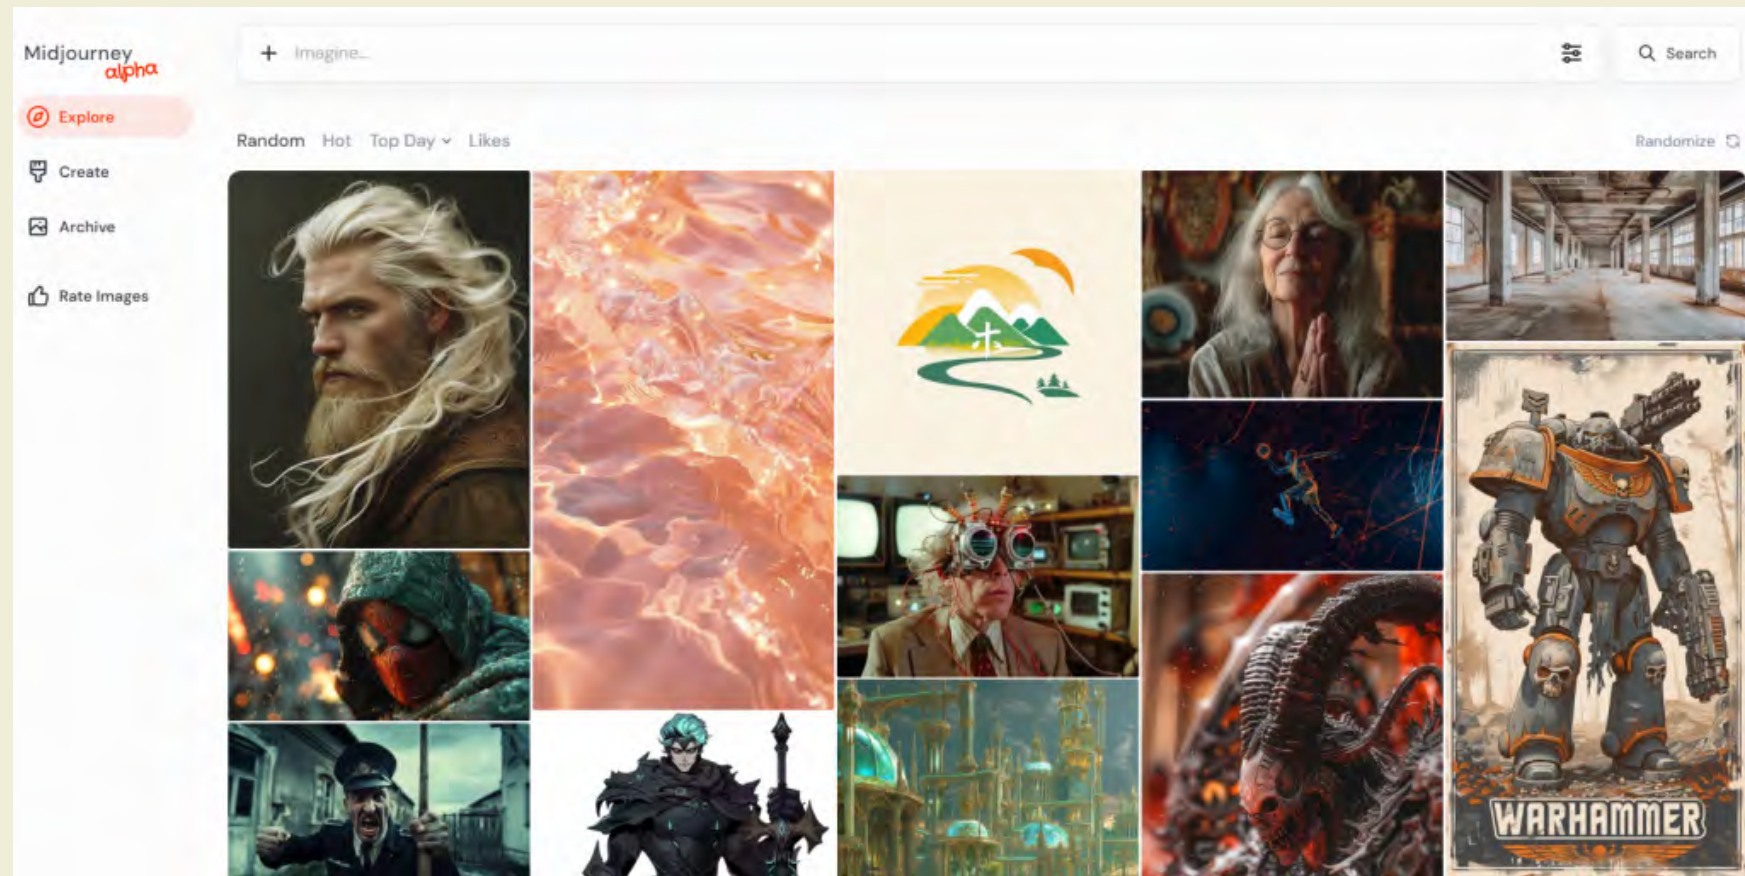 Midjourney
alpha
Imagine...
Search
Explore
Create
Archive
Rate Images
Random Hot Top Day Likes
Randomize
WARHAMMER